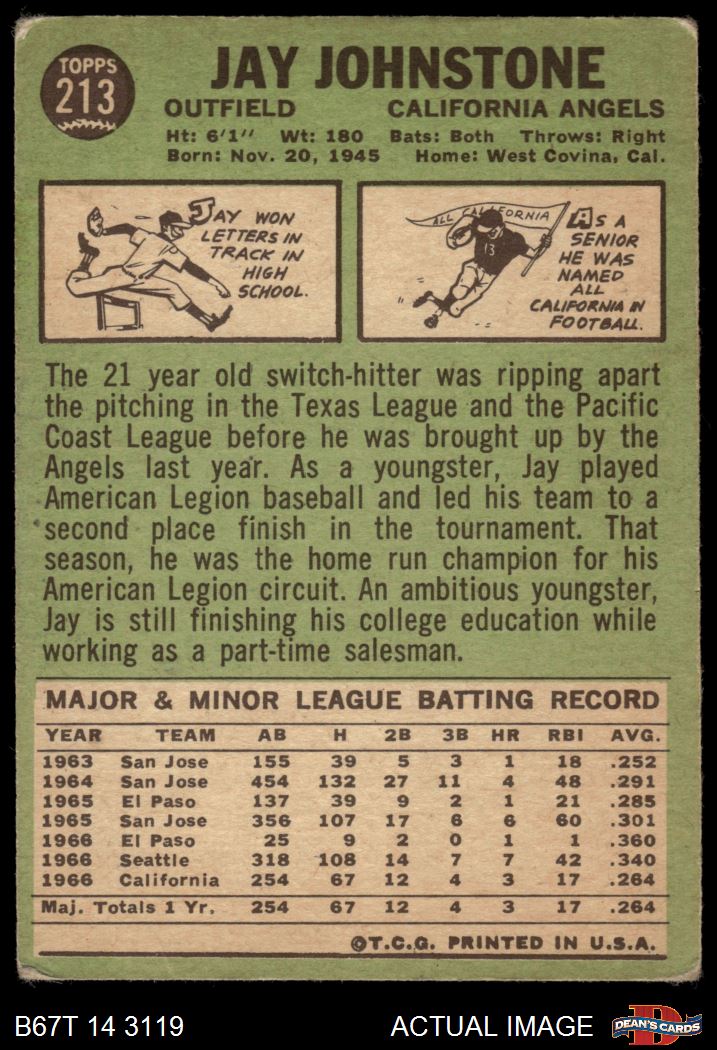 TOPPS
213
JAY JOHNSTONE
OUTFIELD CALIFORNIA ANGELS
Ht: 6'1" Wt: 180 Bats: Both Throws: Right
Born: Nov. 20, 1945 Home: West Covina, Cal.
JAY WON
LETTERS IN
TRACK IN
HIGH
SCHOOL.
ALL CALIFORNIA
13
AS A
SENIOR
HE WAS
NAMED
ALL
CALIFORNIA IN
FOOTBALL.
The 21 year old switch-hitter was ripping apart
the pitching in the Texas League and the Pacific
Coast League before he was brought up by the
Angels last year. As a youngster, Jay played
American Legion baseball and led his team to a
second place finish in the tournament. That
season, he was the home run champion for his
American Legion circuit. An ambitious youngster,
Jay is still finishing his college education while
working as a part-time salesman.
MAJOR & MINOR LEAGUE BATTING RECORD
YEAR TEAM AB H 2B 3B HR RBI AVG.
1963 San Jose 155 39 5 3 1 18 .252
1964 San Jose 454 132 27 11 4 48 .291
1965 El Paso 137 39 9 2 1 21 .285
1965 San Jose 356 107 17 6 6 60 .301
1966 El Paso 25 9 2 0 1 1 .360
1966 Seattle 318 108 14 7 7 42 .340
1966 California 254 67 12 4 3 17 .264
Maj. Totals 1 Yr. 254 67 12 4 3 17 .264
©T.C.G. PRINTED IN U.S.A.
B67T 14 3119 ACTUAL IMAGE
D
DEAN'S CARDS